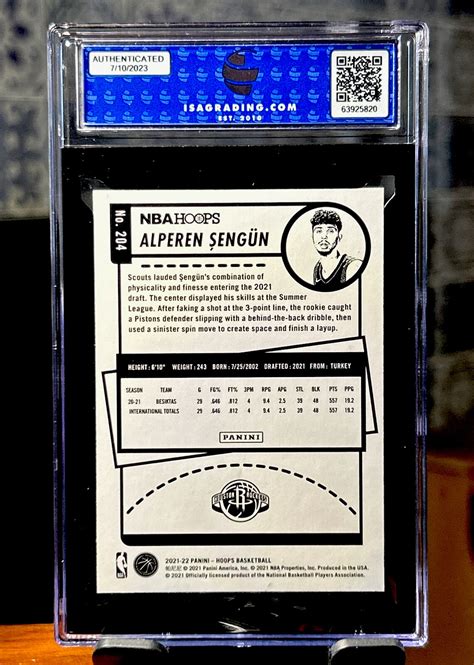 AUTHENTICATED
7/10/2023
ISAGRADING.COM
EST. 2010
63925820
No. 204
NBA HOOPS
ALPEREN ŞENGÜN
Scouts lauded Şengün's combination of
physicality and finesse entering the 2021
draft. The center displayed his skills at the Summer
League. After faking a shot at the 3-point line, the rookie caught
a Pistons defender slipping with a behind-the-back dribble, then
used a sinister spin move to create space and finish a layup.
HEIGHT: 6'10" WEIGHT: 243 BORN: 7/25/2002 DRAFTED: 2021 FROM: TURKEY
SEASON TEAM G FG% FT% 3PM RPG APG STL BLK PTS PPG
20-21 BESIKTAS 29 .646 .812 4 9.4 2.5 39 48 557 19.2
INTERNATIONAL TOTALS 29 .646 .812 4 9.4 2.5 39 48 557 19.2
PANINI
HOUSTON ROCKETS
R
2021-22 PANINI – HOOPS BASKETBALL
© 2021 Panini America, Inc. © 2021 NBA Properties, Inc. Produced in the USA.
© 2021 Officially licensed product of the National Basketball Players Association.
NBA